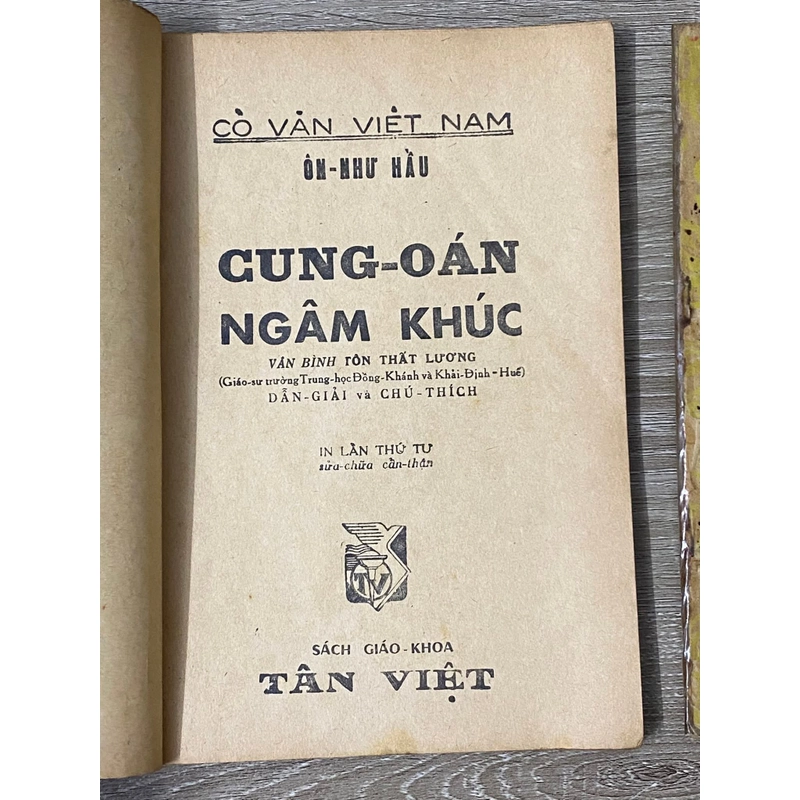 CỔ VĂN VIỆT NAM
ÔN-NHƯ HẦU
CUNG-OÁN
NGÂM KHÚC
VÂN BÌNH TÔN THẤT LƯƠNG
(Giáo-sư trường Trung-học Đồng-Khánh và Khải-Định-Huế)
DẪN-GIẢI và CHÚ-THÍCH
IN LẦN THỨ TƯ
sửa-chữa cẩn-thận
TV
SÁCH GIÁO-KHOA
TÂN VIỆT